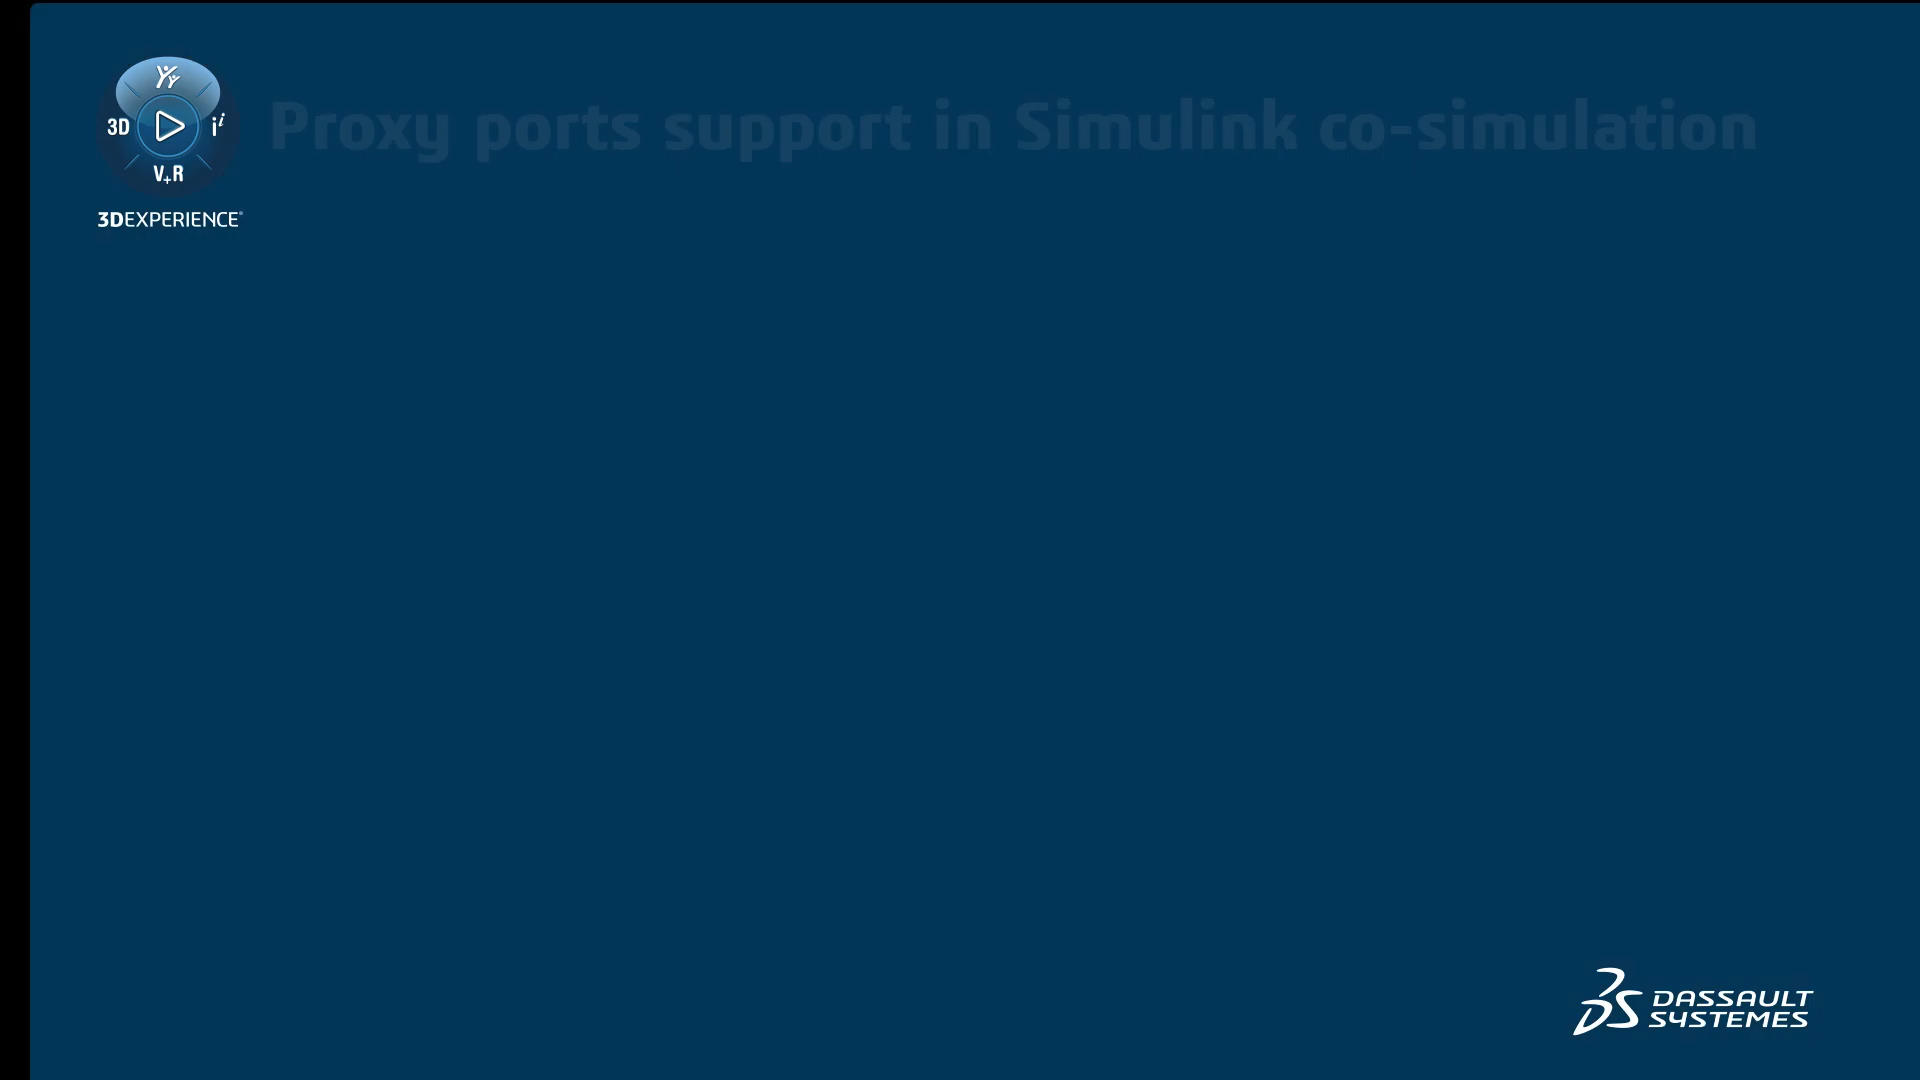 Proxy ports support in Simulink co-simulation
3D
i i
V+R
3DEXPERIENCE®
DASSAULT
SYSTEMES